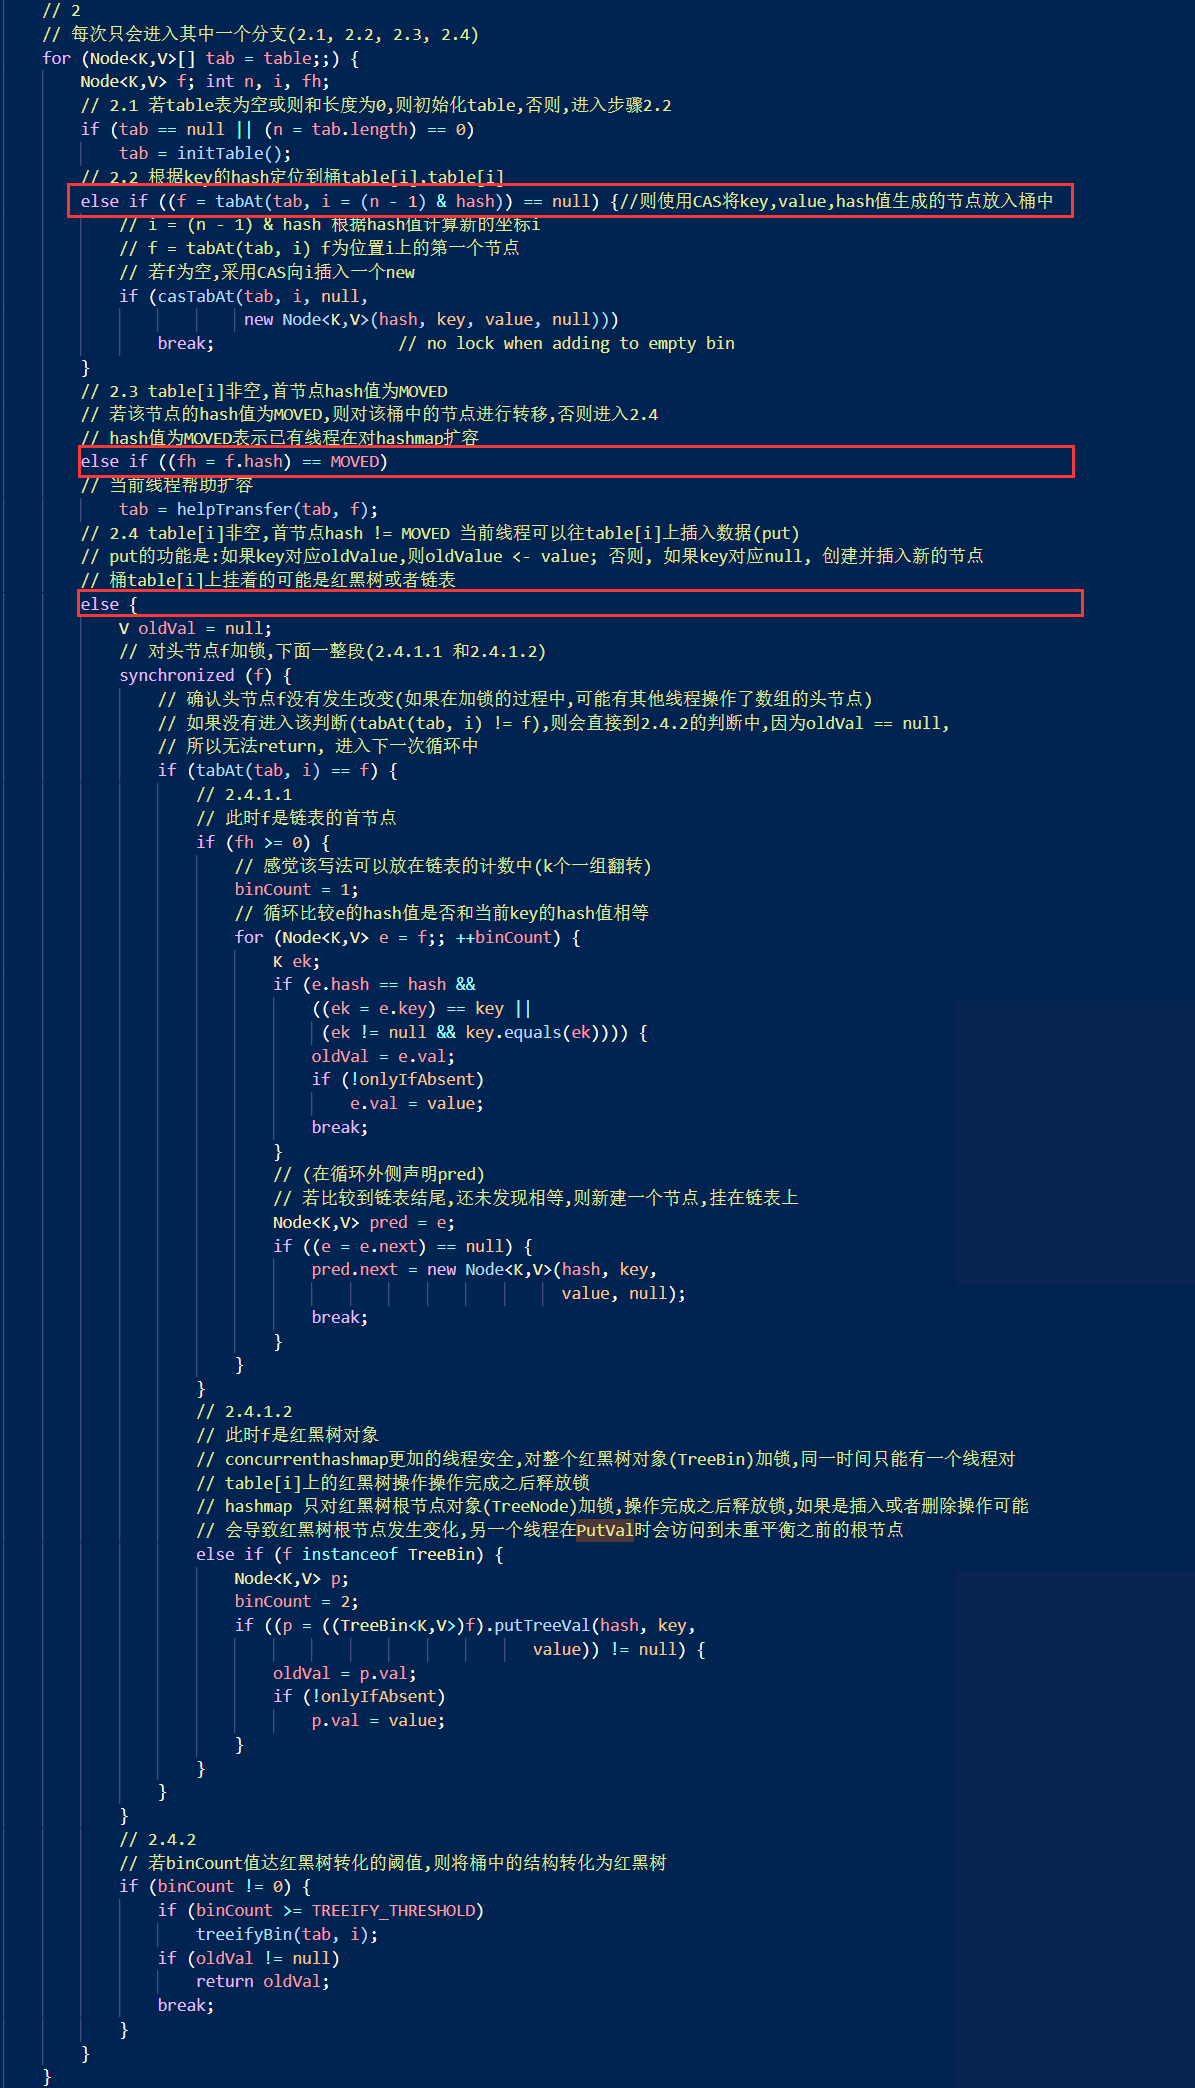 // 2
// 每次只会进入其中一个分支(2.1, 2.2, 2.3, 2.4)
for (Node<K,V>[] tab = table;;) {
Node<K,V> f; int n, i, fh;
// 2.1 若table表为空或则和长度为0,则初始化table,否则,进入步骤2.2
if (tab == null || (n = tab.length) == 0)
tab = initTable();
// 2.2 根据key的hash定位到桶table[i],table[i]
else if ((f = tabAt(tab, i = (n - 1) & hash)) == null) {//则使用CAS将key,value,hash值生成的节点放入桶中
// i = (n - 1) & hash 根据hash值计算新的坐标i
// f = tabAt(tab, i) f为位置i上的第一个节点
// 若f为空,采用CAS向i插入一个new
if (casTabAt(tab, i, null,
new Node<K,V>(hash, key, value, null)))
break; // no lock when adding to empty bin
}
// 2.3 table[i]非空,首节点hash值为MOVED
// 若该节点的hash值为MOVED,则对该桶中的节点进行转移,否则进入2.4
// hash值为MOVED表示已有线程在对hashmap扩容
else if ((fh = f.hash) == MOVED)
// 当前线程帮助扩容
tab = helpTransfer(tab, f);
// 2.4 table[i]非空,首节点hash != MOVED 当前线程可以往table[i]上插入数据(put)
// put的功能是:如果key对应oldValue,则oldValue <- value; 否则, 如果key对应null, 创建并插入新的节点
// 桶table[i]上挂着的可能是红黑树或者链表
else {
V oldVal = null;
// 对头节点f加锁,下面一整段(2.4.1.1 和2.4.1.2)
synchronized (f) {
// 确认头节点f没有发生改变(如果在加锁的过程中,可能有其他线程操作了数组的头节点)
// 如果没有进入该判断(tabAt(tab, i) != f),则会直接到2.4.2的判断中,因为oldVal == null,
// 所以无法return, 进入下一次循环中
if (tabAt(tab, i) == f) {
// 2.4.1.1
// 此时f是链表的首节点
if (fh >= 0) {
// 感觉该写法可以放在链表的计数中(k个一组翻转)
binCount = 1;
// 循环比较e的hash值是否和当前key的hash值相等
for (Node<K,V> e = f;; ++binCount) {
K ek;
if (e.hash == hash &&
((ek = e.key) == key ||
(ek != null && key.equals(ek)))) {
oldVal = e.val;
if (!onlyIfAbsent)
e.val = value;
break;
}
// (在循环外侧声明pred)
// 若比较到链表结尾,还未发现相等,则新建一个节点,挂在链表上
Node<K,V> pred = e;
if ((e = e.next) == null) {
pred.next = new Node<K,V>(hash, key,
value, null);
break;
}
}
}
// 2.4.1.2
// 此时f是红黑树对象
// concurrenthashmap更加的线程安全,对整个红黑树对象(TreeBin)加锁,同一时间只能有一个线程对
// table[i]上的红黑树操作操作完成之后释放锁
// hashmap 只对红黑树根节点对象(TreeNode)加锁,操作完成之后释放锁,如果是插入或者删除操作可能
// 会导致红黑树根节点发生变化,另一个线程在PutVal时会访问到未重平衡之前的根节点
else if (f instanceof TreeBin) {
Node<K,V> p;
binCount = 2;
if ((p = ((TreeBin<K,V>)f).putTreeVal(hash, key,
value)) != null) {
oldVal = p.val;
if (!onlyIfAbsent)
p.val = value;
}
}
}
}
// 2.4.2
// 若binCount值达红黑树转化的阈值,则将桶中的结构转化为红黑树
if (binCount != 0) {
if (binCount >= TREEIFY_THRESHOLD)
treeifyBin(tab, i);
if (oldVal != null)
return oldVal;
break;
}
}
}